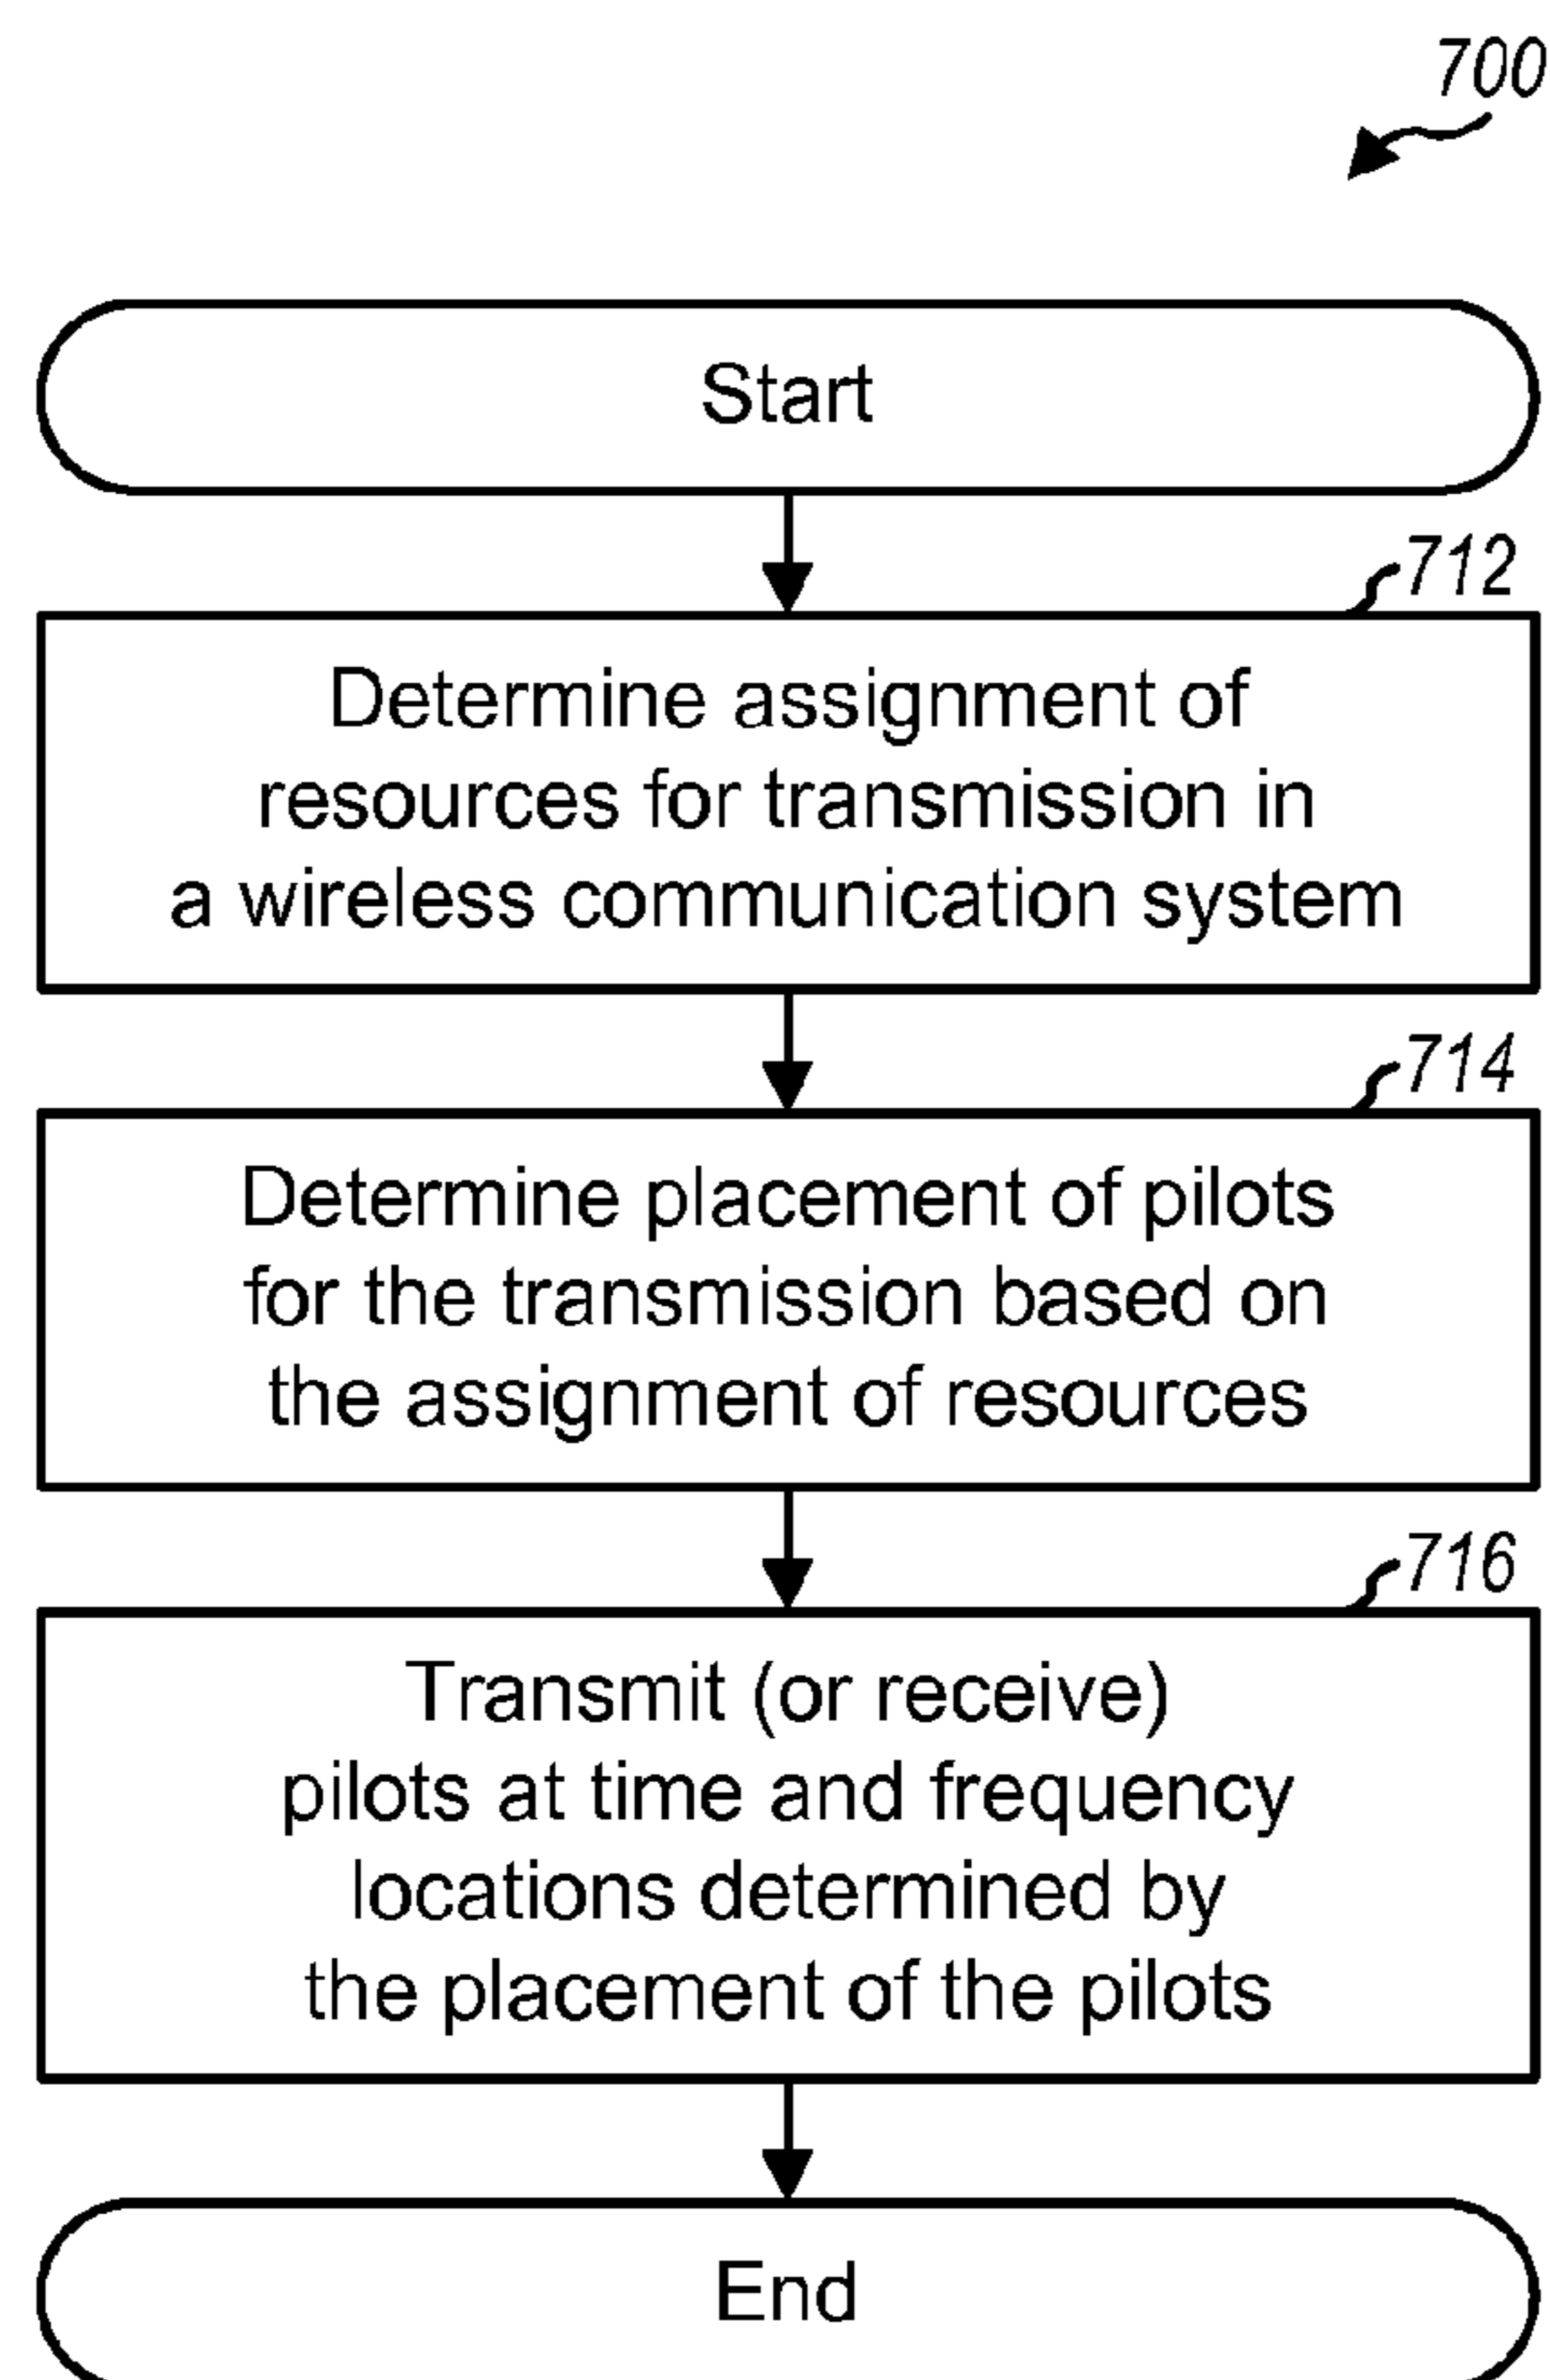 700
Start
712
Determine assignment of
resources for transmission in
a wireless communication system
714
Determine placement of pilots
for the transmission based on
the assignment of resources
716
Transmit (or receive)
pilots at time and frequency
locations determined by
the placement of the pilots
End